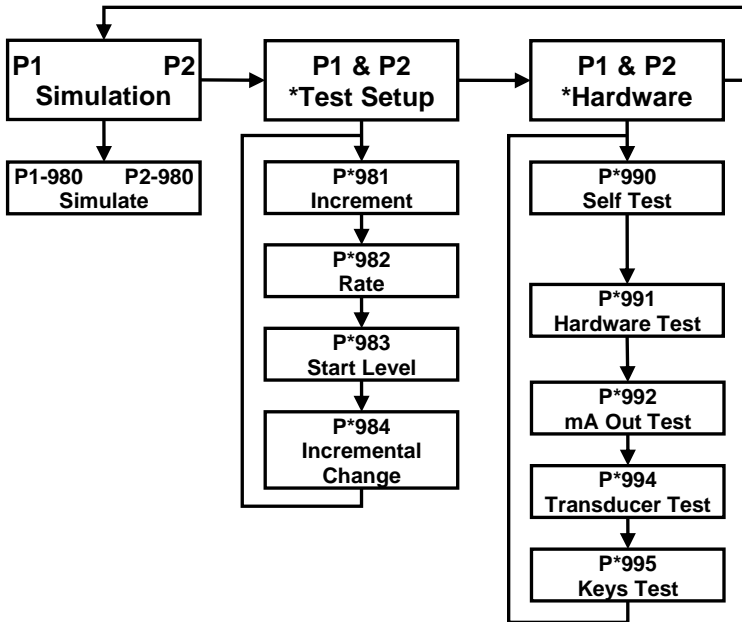 P1 P2
Simulation
P1 & P2
*Test Setup
P1 & P2
*Hardware
P1-980 P2-980
Simulate
P*981
Increment
P*982
Rate
P*983
Start Level
P*984
Incremental
Change
P*990
Self Test
P*991
Hardware Test
P*992
mA Out Test
P*994
Transducer Test
P*995
Keys Test